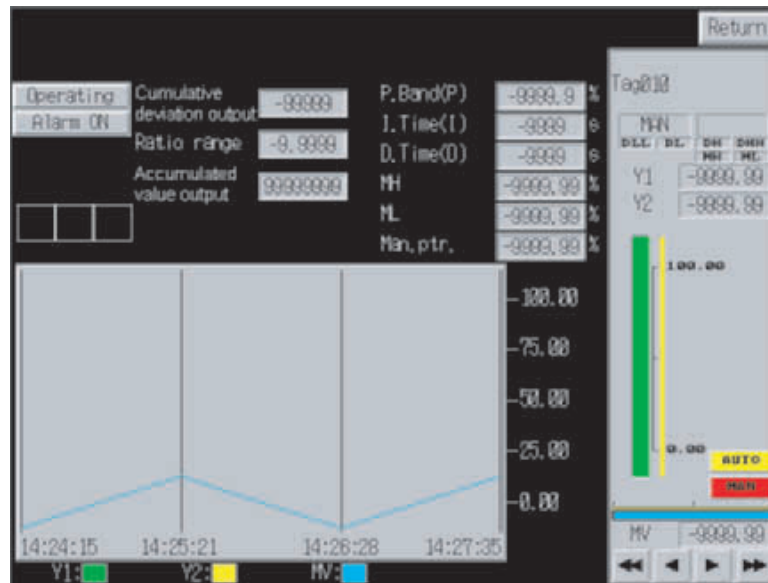 Return
Operating
Alarm ON
Cumulative
deviation output
-99999
Ratio range
-9.9999
Accumulated
value output
99999999
P.Band(P) -9999.9 %
I.Time(I) -9999 s
D.Time(D) -9999 s
MH -9999.99 %
ML -9999.99 %
Man.ptr. -9999.99 %
Tag010
MAN
DLL DL DH DHH
MH ML
Y1 -9999.99
Y2 -9999.99
100.00
0.00
AUTO
MAN
MV -9999.99
100.00
75.00
50.00
25.00
0.00
14:24:15 14:25:21 14:26:28 14:27:35
Y1: Y2: MV: